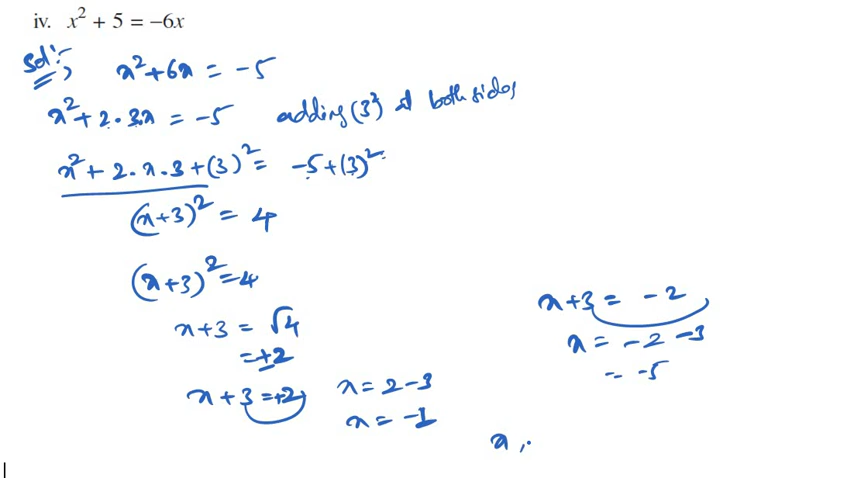 iv. x² + 5 = −6x
Sol:-, x²+6x = -5
x²+2·3x = -5 adding (3²) at both sides
x²+2·x·3+(3)² = -5+(3)²
(x+3)² = 4
(x+3)² = 4
x+3 = √4
= ±2
x+3 = +2 x = 2-3
x = -1
x+3 = -2
x = -2-3
= -5
x,